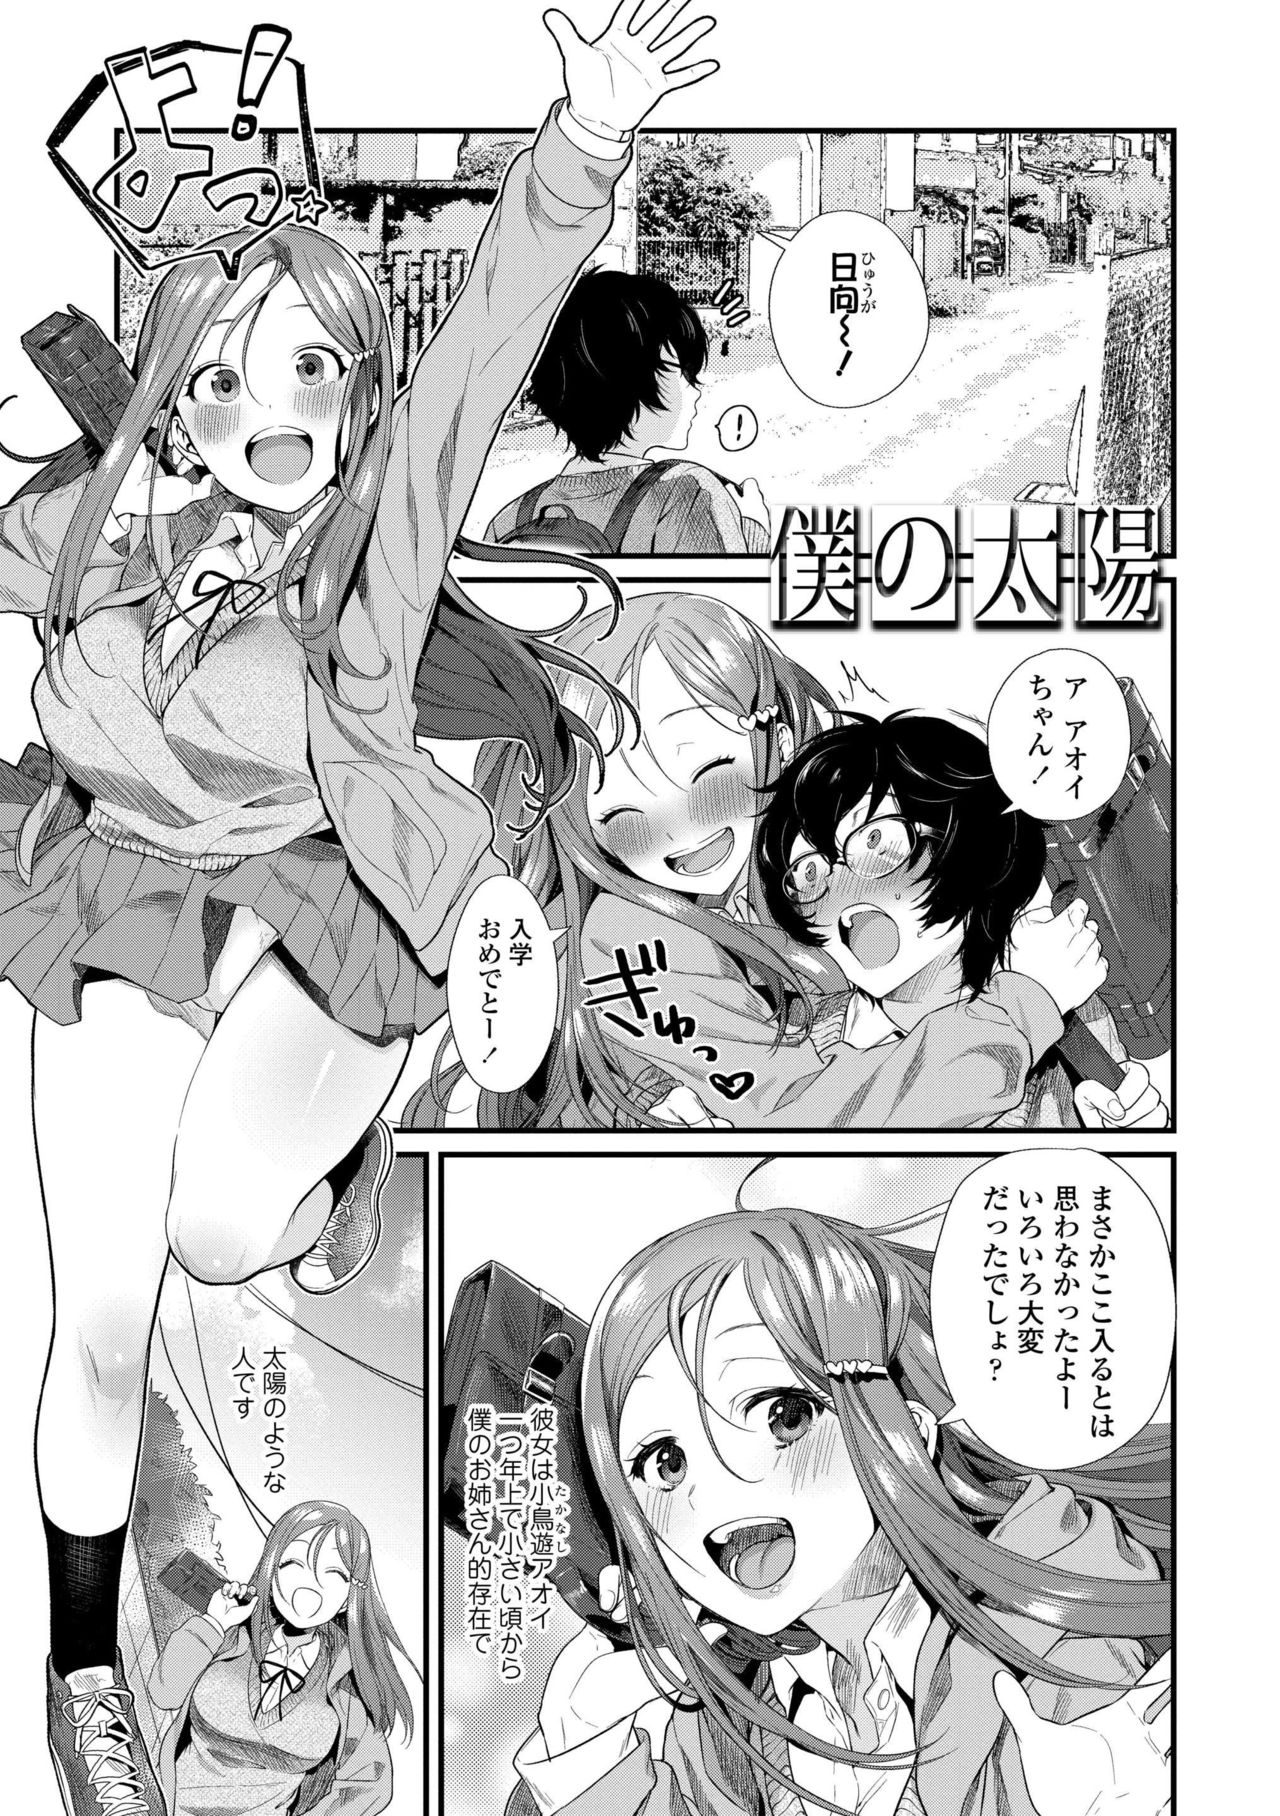 日向～！
ひゅうが
！
よっ！
僕の太陽
ア アオイ
ちゃん！
ぎゅっ
入学
おめでとー！
まさかここ入るとは
思わなかったよー
いろいろ大変
だったでしょ？
彼女は小鳥遊アオイ
たかなし
一つ年上で小さい頃から
僕のお姉さん的存在で
太陽のような
人です